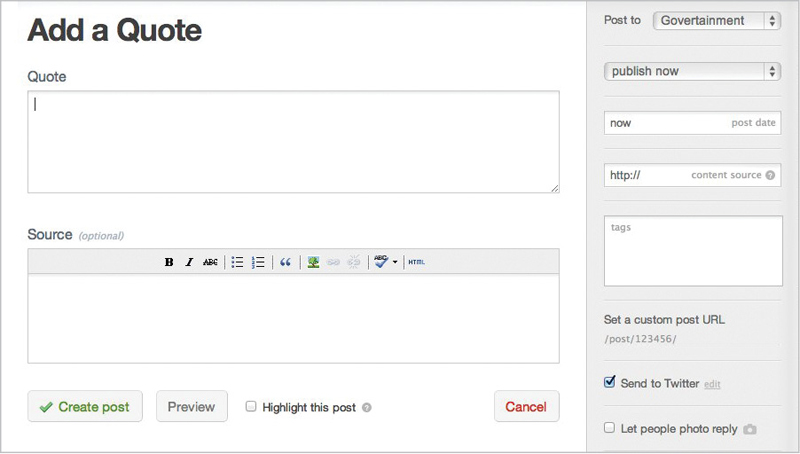 Add a Quote
Quote
Source (optional)
B I ABC “ ABC HTML
Create post Preview Highlight this post ? Cancel
Post to Govertainment
publish now
now post date
http:// content source ?
tags
Set a custom post URL
/post/123456/
Send to Twitter edit
Let people photo reply